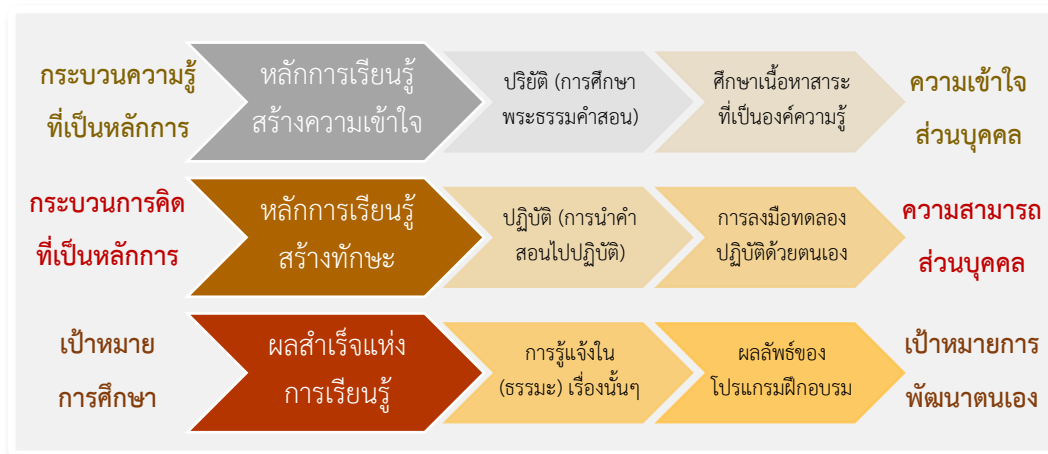 กระบวนความรู้
ที่เป็นหลักการ
หลักการเรียนรู้
สร้างความเข้าใจ
ปริยัติ (การศึกษา
พระธรรมคำสอน)
ศึกษาเนื้อหาสาระ
ที่เป็นองค์ความรู้
ความเข้าใจ
ส่วนบุคคล
กระบวนการคิด
ที่เป็นหลักการ
หลักการเรียนรู้
สร้างทักษะ
ปฏิบัติ (การนำคำ
สอนไปปฏิบัติ)
การลงมือทดลอง
ปฏิบัติด้วยตนเอง
ความสามารถ
ส่วนบุคคล
เป้าหมาย
การศึกษา
ผลสำเร็จแห่ง
การเรียนรู้
การรู้แจ้งใน
(ธรรมะ) เรื่องนั้นๆ
ผลลัพธ์ของ
โปรแกรมฝึกอบรม
เป้าหมายการ
พัฒนาตนเอง